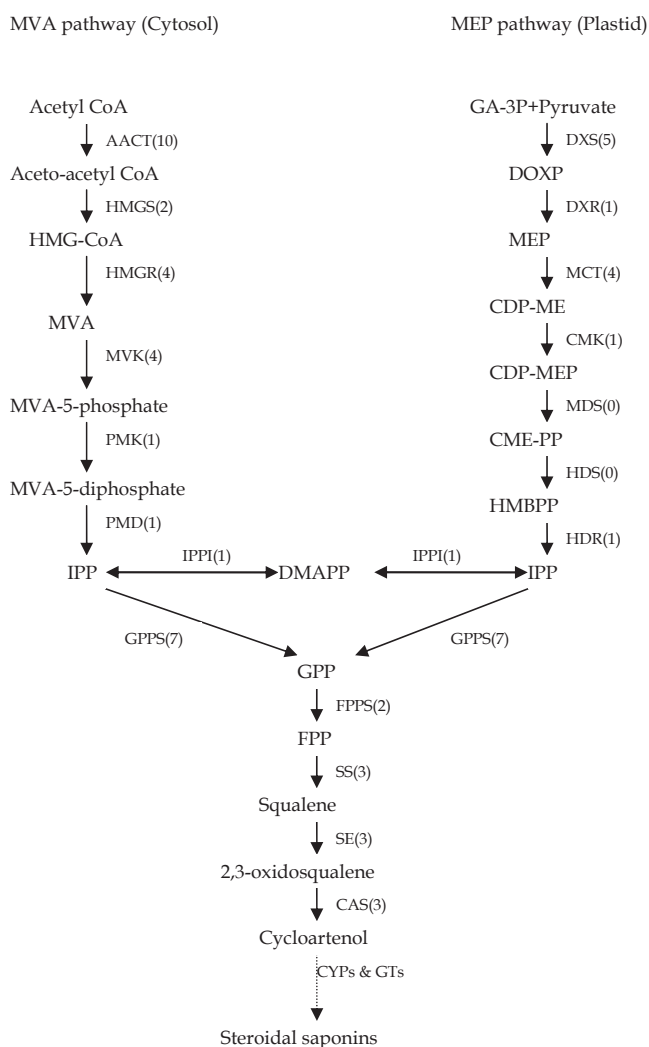 MVA pathway (Cytosol)
MEP pathway (Plastid)
Acetyl CoA
AACT(10)
Aceto-acetyl CoA
HMGS(2)
HMG-CoA
HMGR(4)
MVA
MVK(4)
MVA-5-phosphate
PMK(1)
MVA-5-diphosphate
PMD(1)
IPP
GA-3P+Pyruvate
DXS(5)
DOXP
DXR(1)
MEP
MCT(4)
CDP-ME
CMK(1)
CDP-MEP
MDS(0)
CME-PP
HDS(0)
HMBPP
HDR(1)
IPP
IPPI(1)
DMAPP
IPPI(1)
GPPS(7)
GPPS(7)
GPP
FPPS(2)
FPP
SS(3)
Squalene
SE(3)
2,3-oxidosqualene
CAS(3)
Cycloartenol
CYPs & GTs
Steroidal saponins